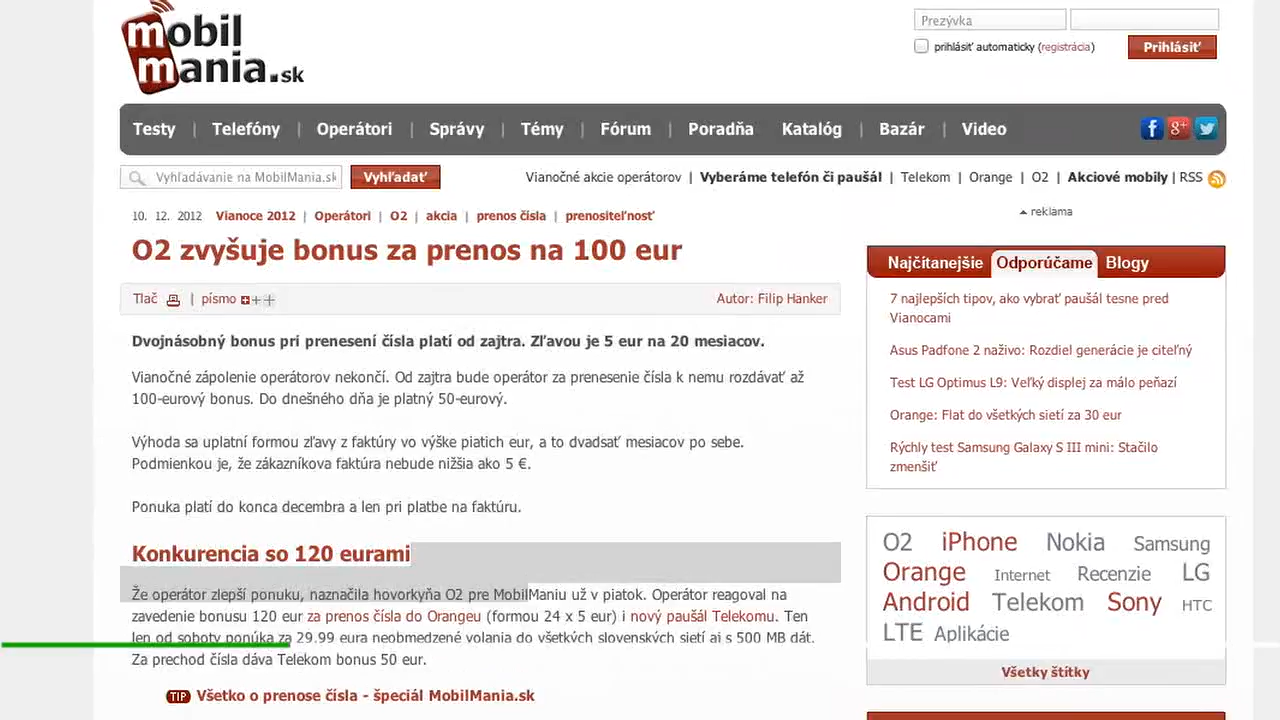 mobil
mania.sk
Prezývka
prihlásiť automaticky (registrácia)
Prihlásiť
Testy | Telefóny | Operátori | Správy | Témy | Fórum | Poradňa Katalóg | Bazár | Video
Vyhľadávanie na MobilMania.sk
Vyhľadať
Vianočné akcie operátorov | Vyberáme telefón či paušál | Telekom | Orange | O2 | Akciové mobily | RSS
10. 12. 2012 Vianoce 2012 | Operátori | O2 | akcia | prenos čísla | prenositeľnosť
reklama
O2 zvyšuje bonus za prenos na 100 eur
Tlač | písmo
Autor: Filip Hanker
Dvojnásobný bonus pri prenesení čísla platí od zajtra. Zľavou je 5 eur na 20 mesiacov.
Vianočné zápolenie operátorov nekončí. Od zajtra bude operátor za prenesenie čísla k nemu rozdávať až
100-eurový bonus. Do dnešného dňa je platný 50-eurový.
Výhoda sa uplatní formou zľavy z faktúry vo výške piatich eur, a to dvadsať mesiacov po sebe.
Podmienkou je, že zákazníkova faktúra nebude nižšia ako 5 €.
Ponuka platí do konca decembra a len pri platbe na faktúru.
Konkurencia so 120 eurami
Že operátor zlepší ponuku, naznačila hovorkyňa O2 pre MobilManiu už v piatok. Operátor reagoval na
zavedenie bonusu 120 eur za prenos čísla do Orangeu (formou 24 x 5 eur) i nový paušál Telekomu. Ten
len od soboty ponúka za 29.99 eura neobmedzené volania do všetkých slovenských sietí aj s 500 MB dát.
Za prechod čísla dáva Telekom bonus 50 eur.
TIP Všetko o prenose čísla - špeciál MobilMania.sk
Najčítanejšie Odporúčame Blogy
7 najlepších tipov, ako vybrať paušál tesne pred
Vianocami
Asus Padfone 2 naživo: Rozdiel generácie je citeľný
Test LG Optimus L9: Veľký displej za málo peňazí
Orange: Flat do všetkých sietí za 30 eur
Rýchly test Samsung Galaxy S III mini: Stačilo
zmenšiť
O2 iPhone Nokia Samsung
Orange Internet Recenzie LG
Android Telekom Sony HTC
LTE Aplikácie
Všetky štítky